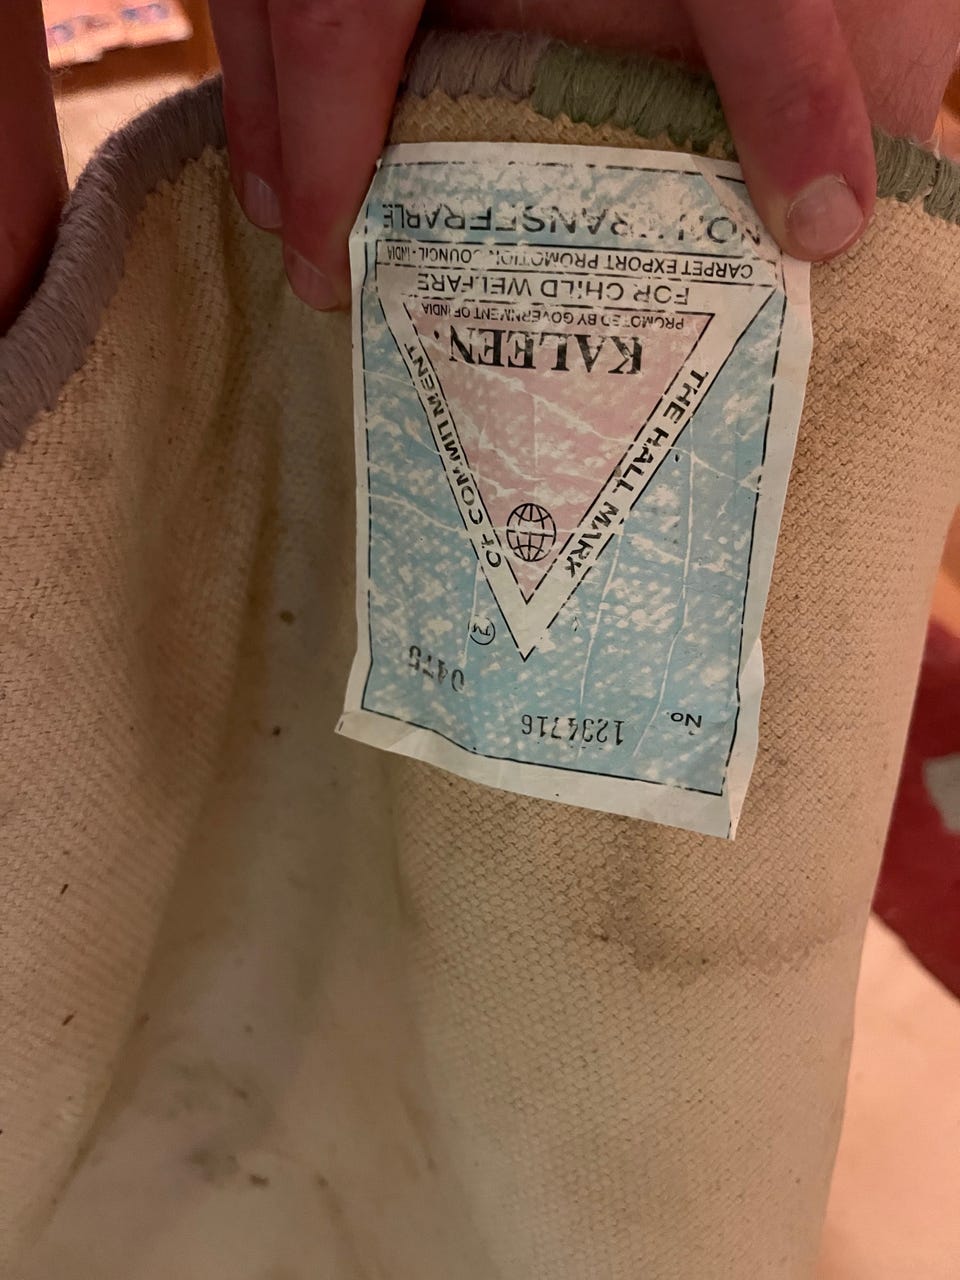 No. 1234716
THE HALL MARK
OF COMMITMENT
KALEEN.
PROMOTED BY GOVERNMENT OF INDIA
FOR CHILD WELFARE
CARPET EXPORT PROMOTION COUNCIL - INDIA
NON TRANSFERABLE